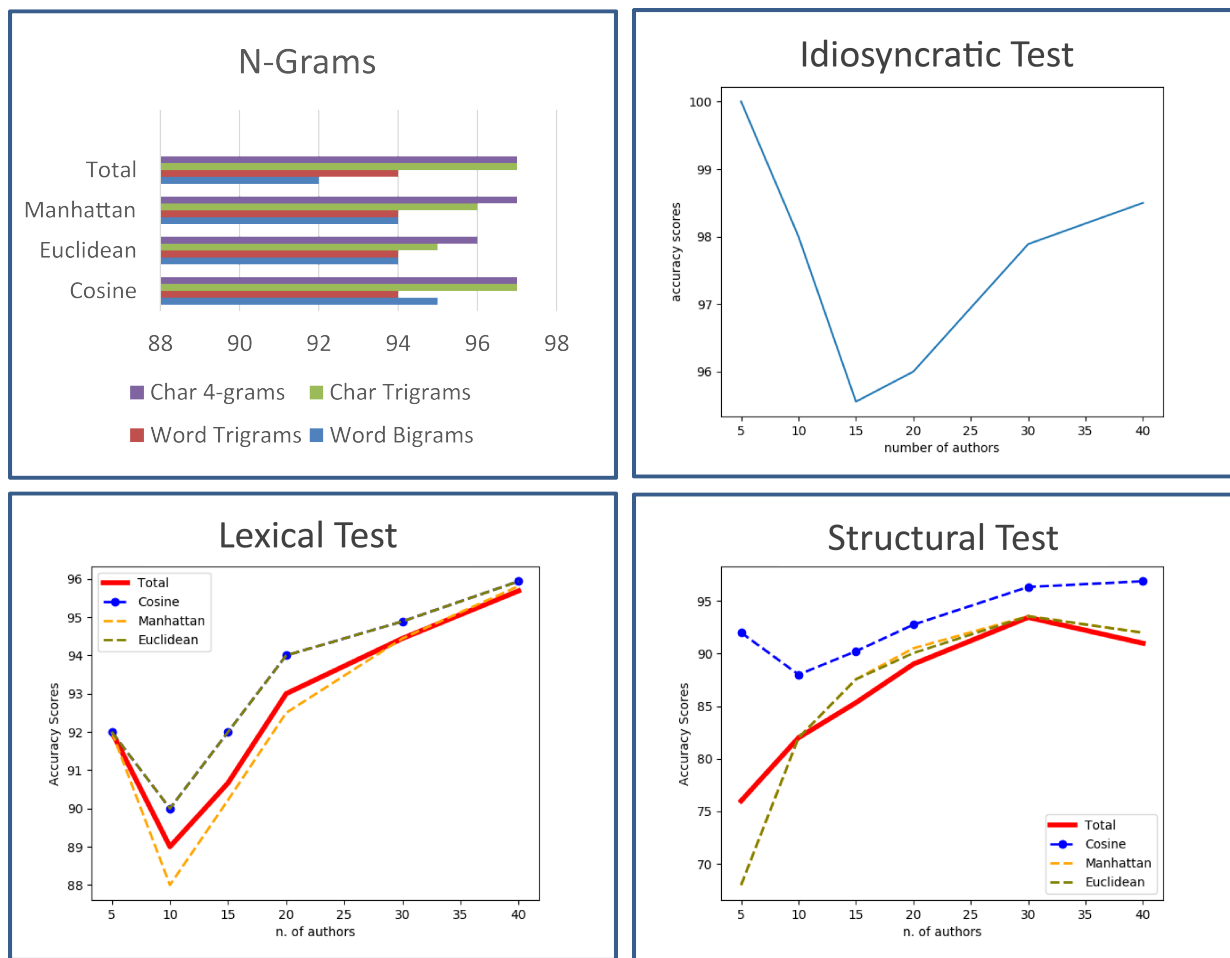 N-Grams
Total
Manhattan
Euclidean
Cosine
88 90 92 94 96 98
Char 4-grams Char Trigrams
Word Trigrams Word Bigrams
Idiosyncratic Test
accuracy scores
100
99
98
97
96
5 10 15 20 25 30 35 40
number of authors
Lexical Test
Accuracy Scores
96
95
94
93
92
91
90
89
88
Total
Cosine
Manhattan
Euclidean
5 10 15 20 25 30 35 40
n. of authors
Structural Test
Accuracy Scores
95
90
85
80
75
70
Total
Cosine
Manhattan
Euclidean
5 10 15 20 25 30 35 40
n. of authors